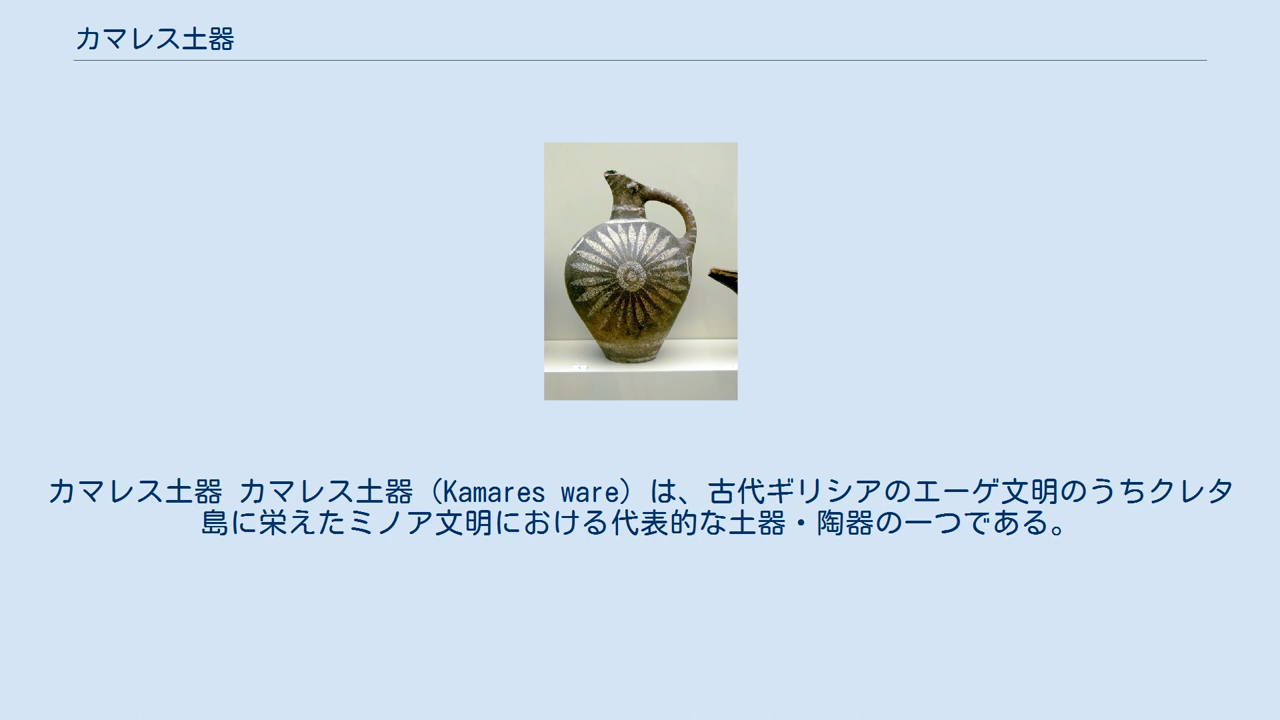 カマレス土器
カマレス土器 カマレス土器（Kamares ware）は、古代ギリシアのエーゲ文明のうちクレタ
島に栄えたミノア文明における代表的な土器・陶器の一つである。